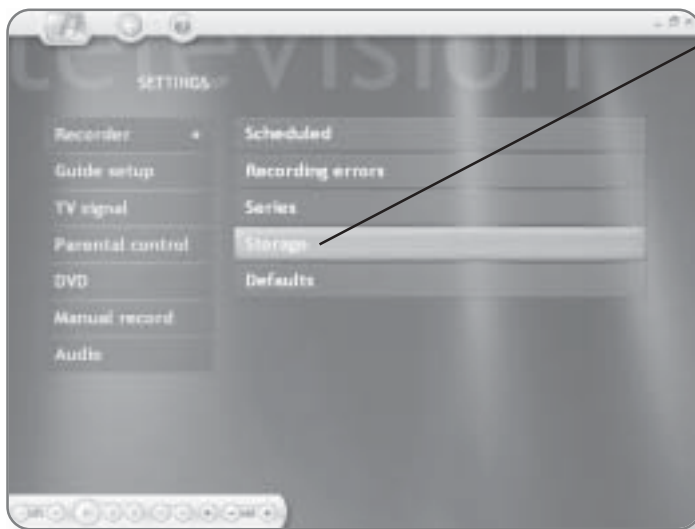 television
SETTINGS
Recorder
Guide setup
TV signal
Parental control
DVD
Manual record
Audio
Scheduled
Recording errors
Series
Storage
Defaults